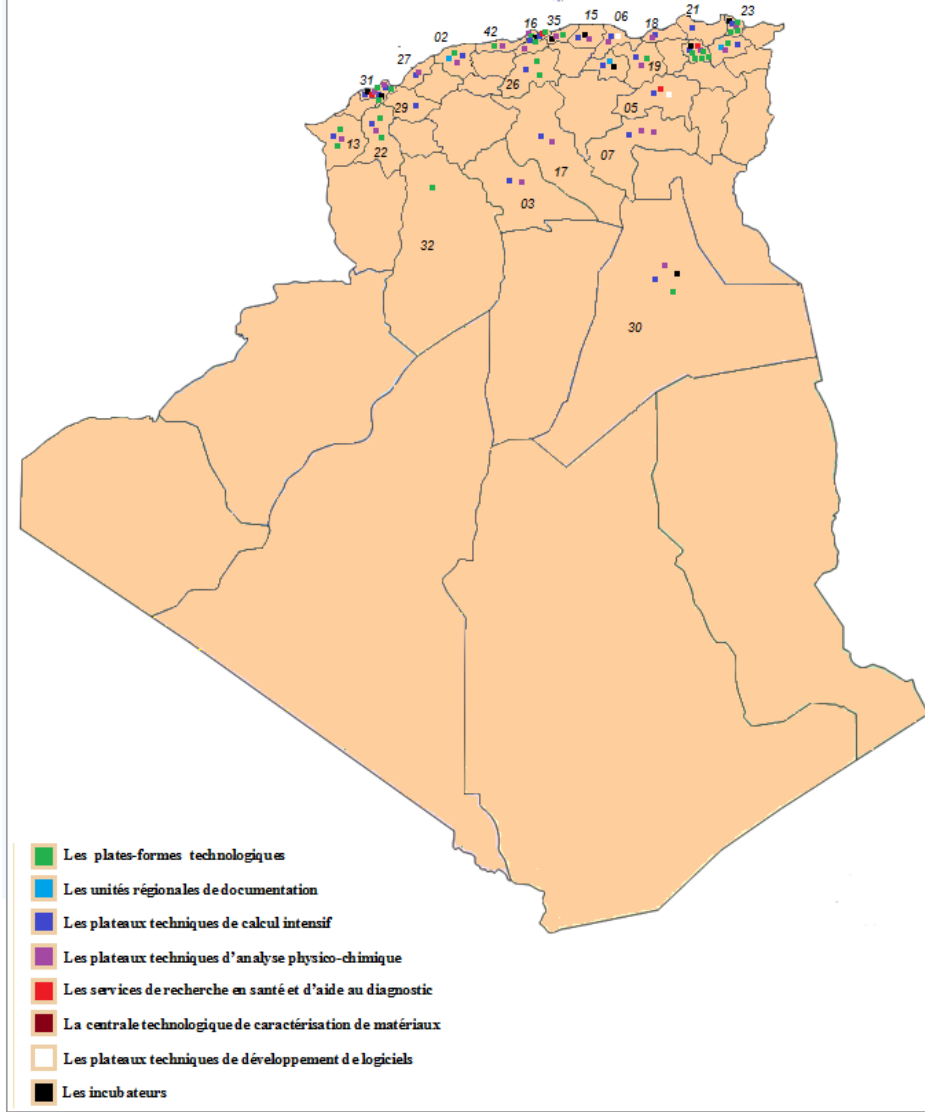 21
23
16
35
15
06
18
42
02
27
19
31
26
29
05
13
22
07
17
03
32
30
Les plates-formes technologiques
Les unités régionales de documentation
Les plateaux techniques de calcul intensif
Les plateaux techniques d'analyse physico-chimique
Les services de recherche en santé et d'aide au diagnostic
La centrale technologique de caractérisation de matériaux
Les plateaux techniques de développement de logiciels
Les incubateurs